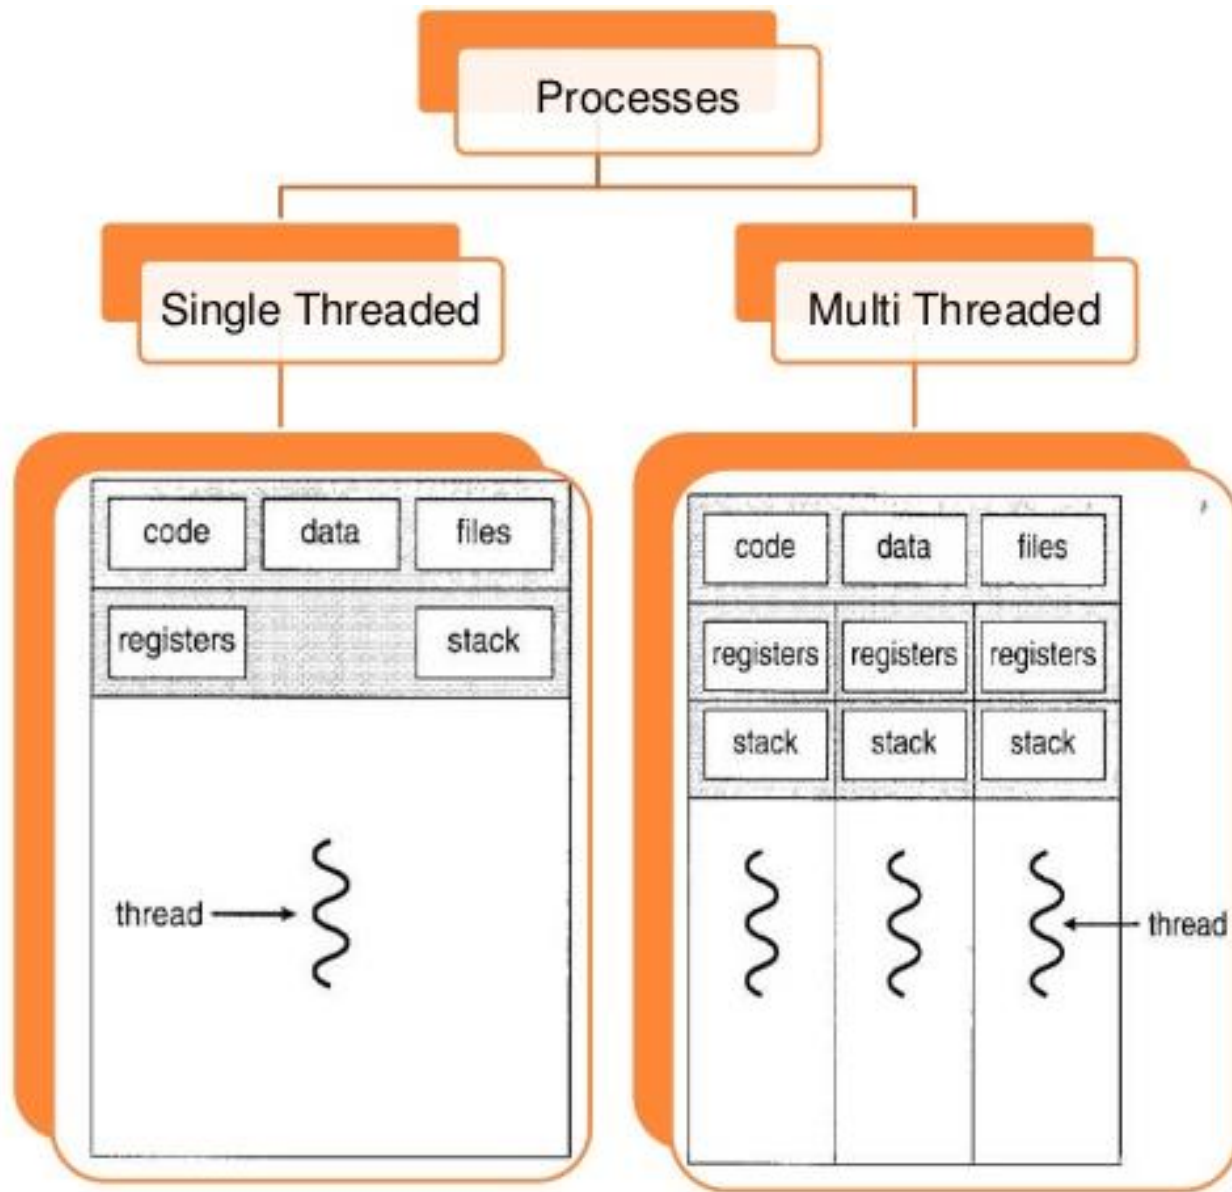 Processes
Single Threaded
Multi Threaded
code data files
registers stack
thread
code data files
registers registers registers
stack stack stack
thread